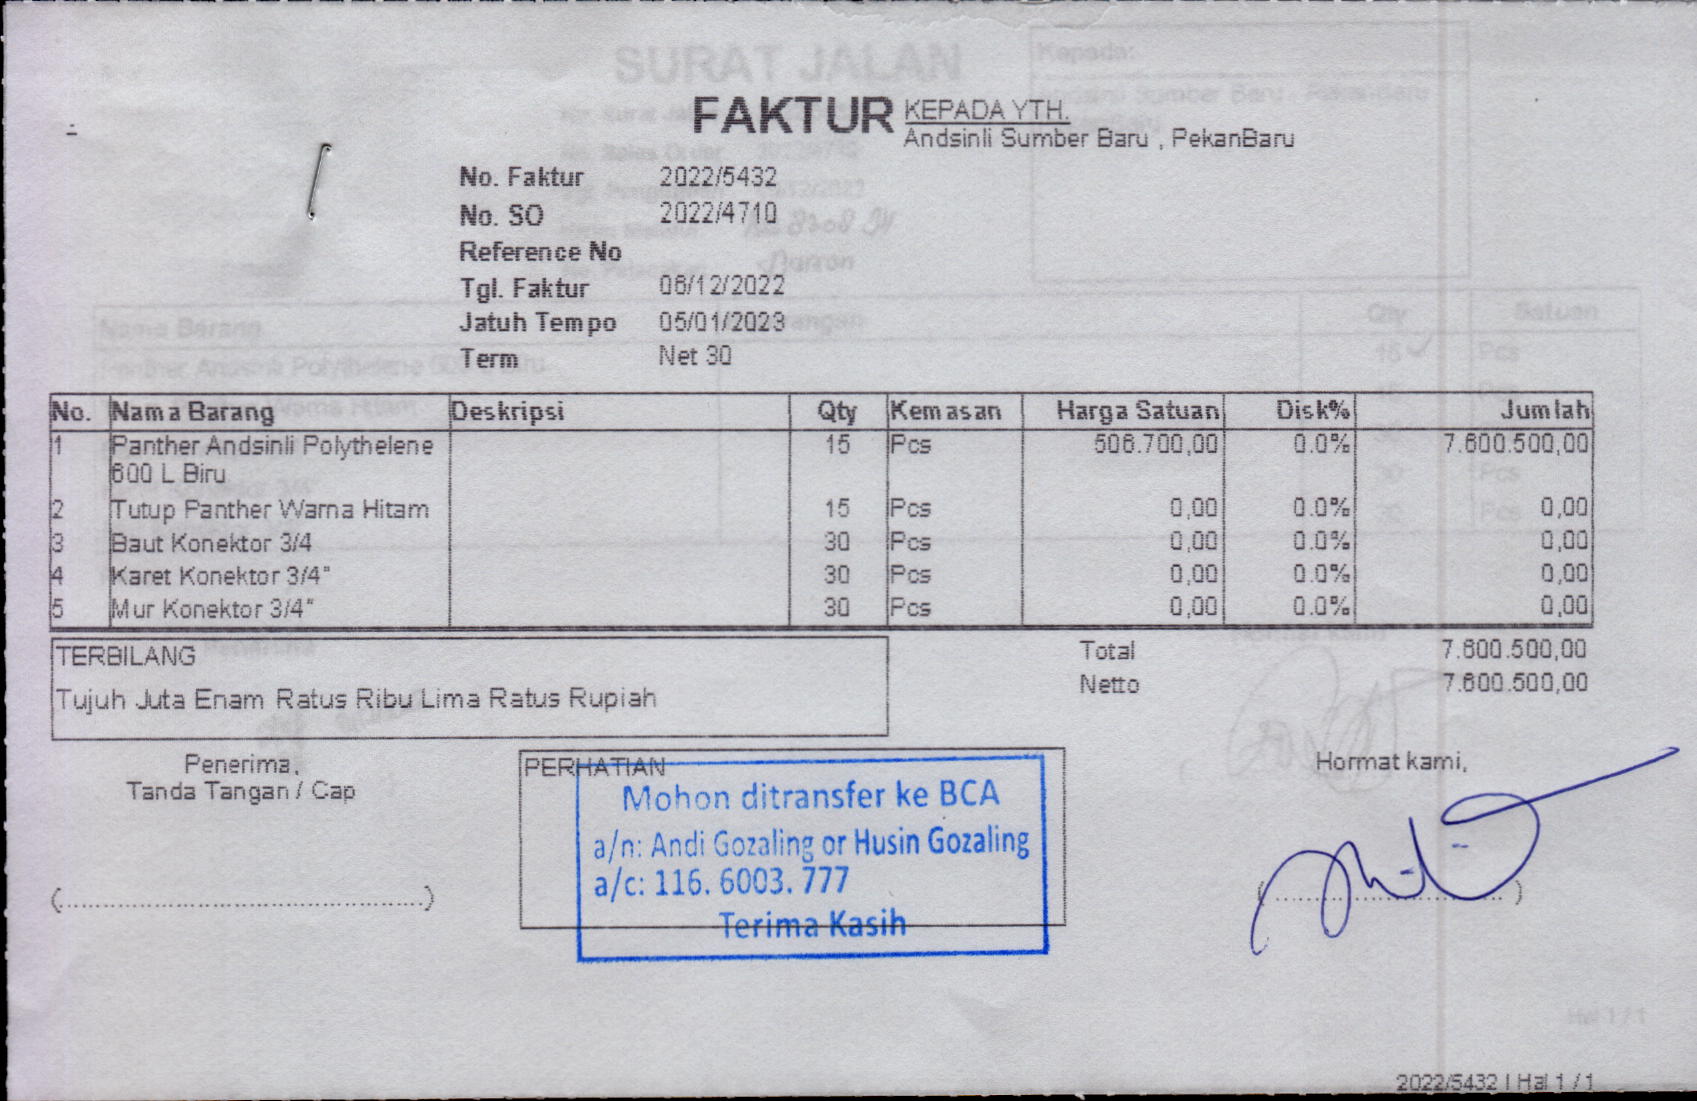 FAKTUR
KEPADA YTH.
Andsinli Sumber Baru , PekanBaru
No. Faktur 2022/5432
No. SO 2022/4710
Reference No
Tgl. Faktur 06/12/2022
Jatuh Tempo 05/01/2023
Term Net 30
No. Nama Barang Deskripsi Qty Kemasan Harga Satuan Disk% Jumlah
1 Panther Andsinli Polythelene 15 Pcs 506.700,00 0.0% 7.600.500,00
600 L Biru
2 Tutup Panther Warna Hitam 15 Pcs 0,00 0.0% 0,00
3 Baut Konektor 3/4 30 Pcs 0,00 0.0% 0,00
4 Karet Konektor 3/4" 30 Pcs 0,00 0.0% 0,00
5 Mur Konektor 3/4" 30 Pcs 0,00 0.0% 0,00
TERBILANG
Tujuh Juta Enam Ratus Ribu Lima Ratus Rupiah
Total 7.600.500,00
Netto 7.600.500,00
Penerima,
Tanda Tangan / Cap
PERHATIAN
Mohon ditransfer ke BCA
a/n: Andi Gozaling or Husin Gozaling
a/c: 116. 6003. 777
Terima Kasih
Hormat kami,
2022/5432 | Hal 1 / 1